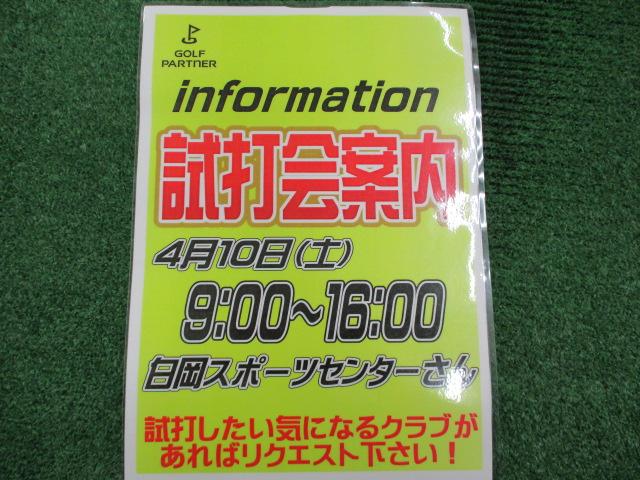 GOLF
PARTNER
information
試打会案内
4月10日(土)
9:00~16:00
白岡スポーツセンターさん
試打したい気になるクラブが
あればリクエスト下さい!